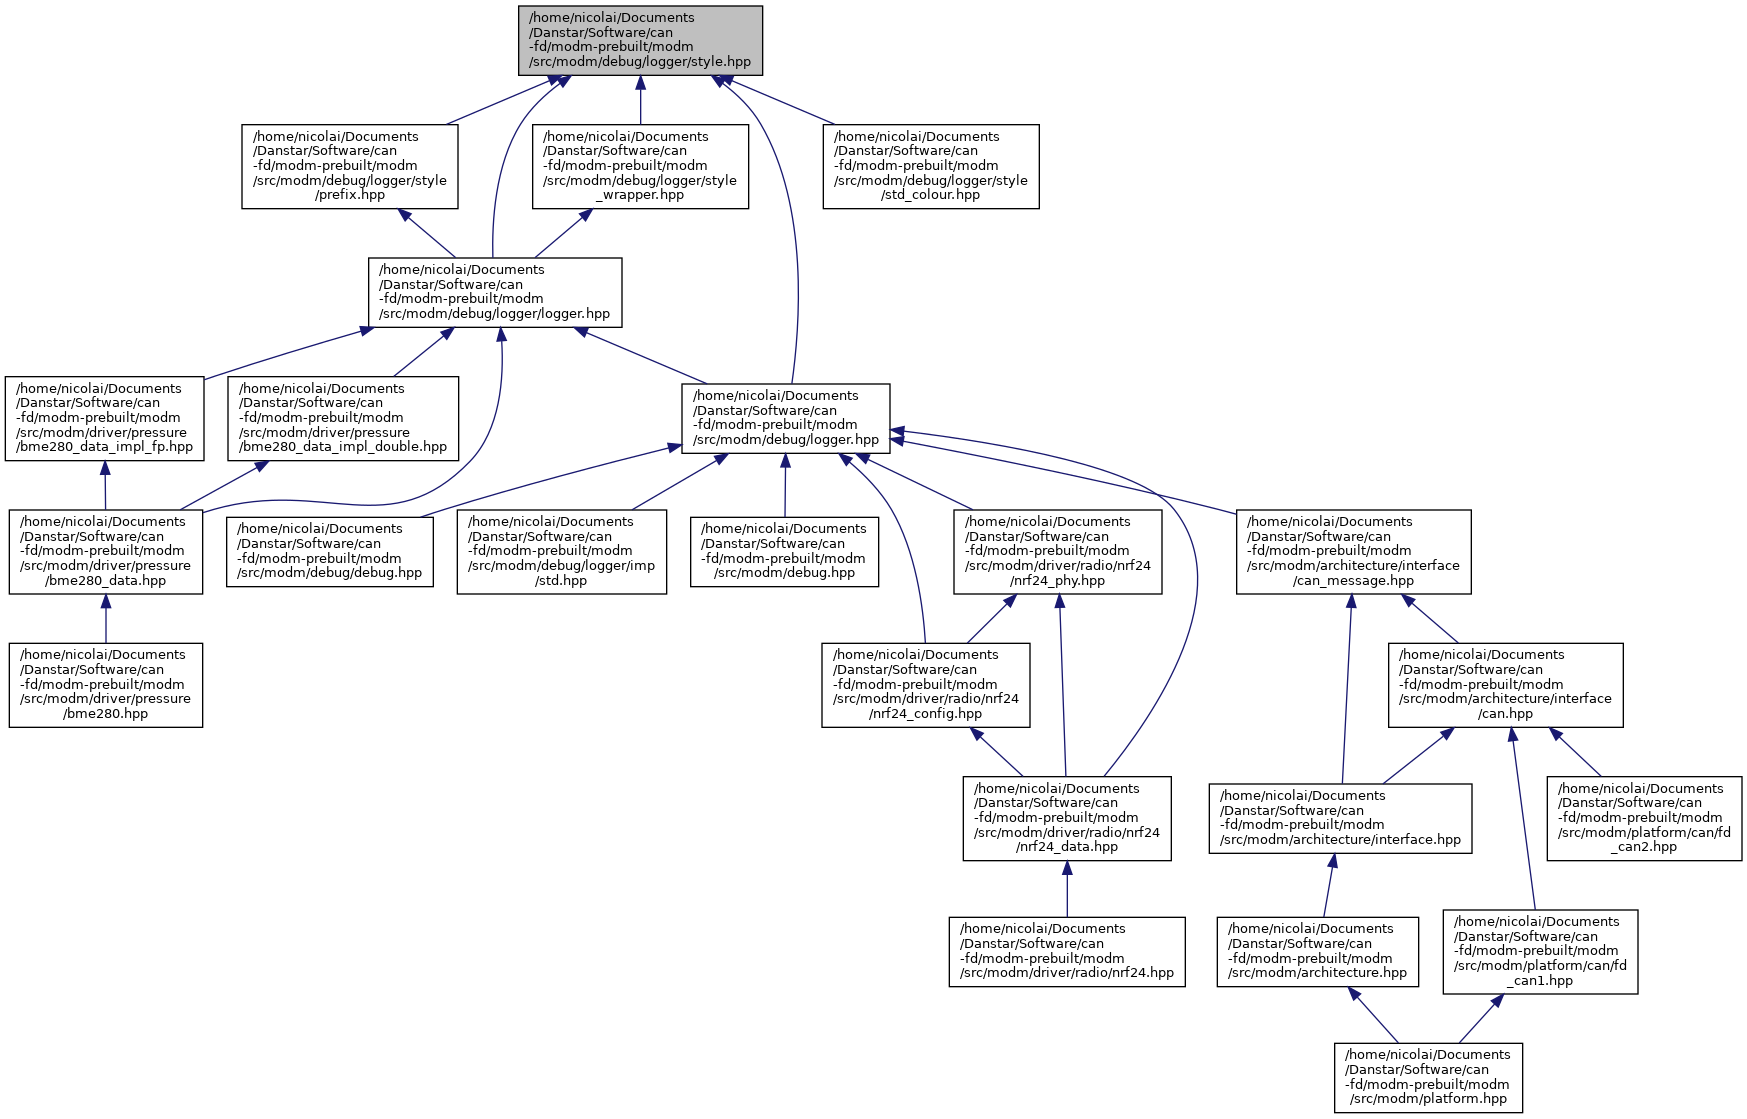 /home/nicolai/Documents
/Danstar/Software/can
-fd/modm-prebuilt/modm
/src/modm/debug/logger/style.hpp
/home/nicolai/Documents
/Danstar/Software/can
-fd/modm-prebuilt/modm
/src/modm/debug/logger/style
/prefix.hpp
/home/nicolai/Documents
/Danstar/Software/can
-fd/modm-prebuilt/modm
/src/modm/debug/logger/style
_wrapper.hpp
/home/nicolai/Documents
/Danstar/Software/can
-fd/modm-prebuilt/modm
/src/modm/debug/logger/style
/std_colour.hpp
/home/nicolai/Documents
/Danstar/Software/can
-fd/modm-prebuilt/modm
/src/modm/debug/logger/logger.hpp
/home/nicolai/Documents
/Danstar/Software/can
-fd/modm-prebuilt/modm
/src/modm/driver/pressure
/bme280_data_impl_fp.hpp
/home/nicolai/Documents
/Danstar/Software/can
-fd/modm-prebuilt/modm
/src/modm/driver/pressure
/bme280_data_impl_double.hpp
/home/nicolai/Documents
/Danstar/Software/can
-fd/modm-prebuilt/modm
/src/modm/debug/logger.hpp
/home/nicolai/Documents
/Danstar/Software/can
-fd/modm-prebuilt/modm
/src/modm/driver/pressure
/bme280_data.hpp
/home/nicolai/Documents
/Danstar/Software/can
-fd/modm-prebuilt/modm
/src/modm/debug/debug.hpp
/home/nicolai/Documents
/Danstar/Software/can
-fd/modm-prebuilt/modm
/src/modm/debug/logger/imp
/std.hpp
/home/nicolai/Documents
/Danstar/Software/can
-fd/modm-prebuilt/modm
/src/modm/debug.hpp
/home/nicolai/Documents
/Danstar/Software/can
-fd/modm-prebuilt/modm
/src/modm/driver/radio/nrf24
/nrf24_phy.hpp
/home/nicolai/Documents
/Danstar/Software/can
-fd/modm-prebuilt/modm
/src/modm/architecture/interface
/can_message.hpp
/home/nicolai/Documents
/Danstar/Software/can
-fd/modm-prebuilt/modm
/src/modm/driver/pressure
/bme280.hpp
/home/nicolai/Documents
/Danstar/Software/can
-fd/modm-prebuilt/modm
/src/modm/driver/radio/nrf24
/nrf24_config.hpp
/home/nicolai/Documents
/Danstar/Software/can
-fd/modm-prebuilt/modm
/src/modm/architecture/interface
/can.hpp
/home/nicolai/Documents
/Danstar/Software/can
-fd/modm-prebuilt/modm
/src/modm/driver/radio/nrf24
/nrf24_data.hpp
/home/nicolai/Documents
/Danstar/Software/can
-fd/modm-prebuilt/modm
/src/modm/architecture/interface.hpp
/home/nicolai/Documents
/Danstar/Software/can
-fd/modm-prebuilt/modm
/src/modm/platform/can/fd
_can2.hpp
/home/nicolai/Documents
/Danstar/Software/can
-fd/modm-prebuilt/modm
/src/modm/driver/radio/nrf24.hpp
/home/nicolai/Documents
/Danstar/Software/can
-fd/modm-prebuilt/modm
/src/modm/architecture.hpp
/home/nicolai/Documents
/Danstar/Software/can
-fd/modm-prebuilt/modm
/src/modm/platform/can/fd
_can1.hpp
/home/nicolai/Documents
/Danstar/Software/can
-fd/modm-prebuilt/modm
/src/modm/platform.hpp